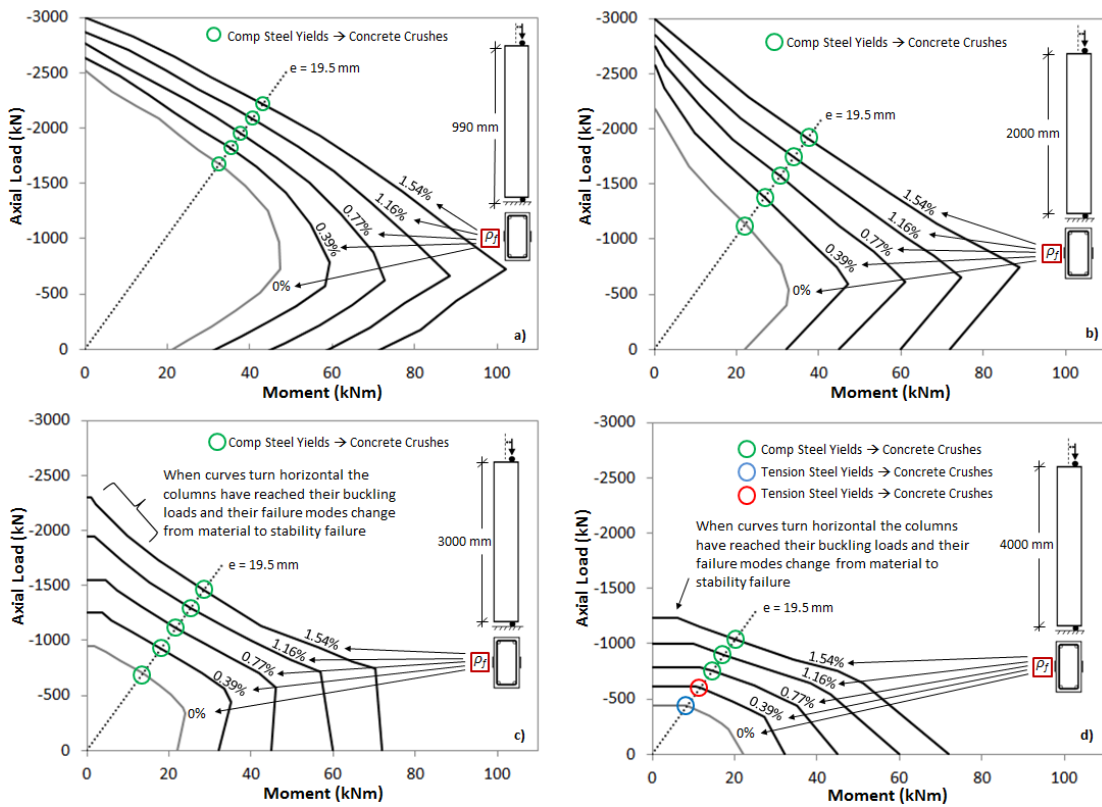 -3000
-2500
-2000
-1500
-1000
-500
0
Axial Load (kN)
Comp Steel Yields → Concrete Crushes
e = 19.5 mm
990 mm
1.54%
1.16%
0.77%
0.39%
0%
ρf
a)
0 20 40 60 80 100
Moment (kNm)
-3000
-2500
-2000
-1500
-1000
-500
0
Axial Load (kN)
Comp Steel Yields → Concrete Crushes
e = 19.5 mm
2000 mm
1.54%
1.16%
0.77%
0.39%
0%
ρf
b)
0 20 40 60 80 100
Moment (kNm)
-3000
-2500
-2000
-1500
-1000
-500
0
Axial Load (kN)
Comp Steel Yields → Concrete Crushes
When curves turn horizontal the
columns have reached their buckling
loads and their failure modes change
from material to stability failure
e = 19.5 mm
3000 mm
1.54%
1.16%
0.77%
0.39%
0%
ρf
c)
0 20 40 60 80 100
Moment (kNm)
-3000
-2500
-2000
-1500
-1000
-500
0
Axial Load (kN)
Comp Steel Yields → Concrete Crushes
Tension Steel Yields → Concrete Crushes
Tension Steel Yields → Concrete Crushes
When curves turn horizontal the columns
have reached their buckling loads and their
failure modes change from material to
stability failure
e = 19.5 mm
4000 mm
1.54%
1.16%
0.77%
0.39%
0%
ρf
d)
0 20 40 60 80 100
Moment (kNm)